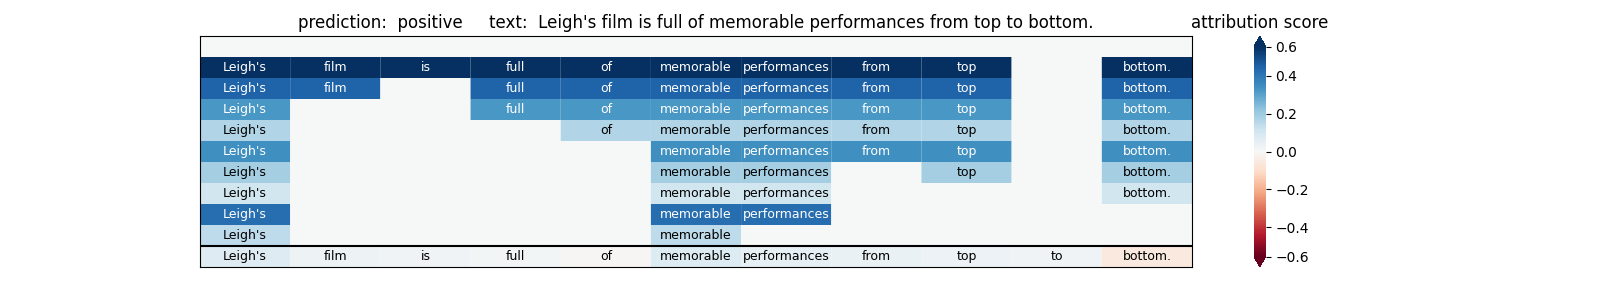 prediction:  positive     text:  Leigh's film is full of memorable performances from top to bottom.     attribution score
Leigh's film is full of memorable performances from top bottom.
Leigh's film full of memorable performances from top bottom.
Leigh's full of memorable performances from top bottom.
Leigh's of memorable performances from top bottom.
Leigh's memorable performances from top bottom.
Leigh's memorable performances top bottom.
Leigh's memorable performances bottom.
Leigh's memorable performances
Leigh's memorable
Leigh's film is full of memorable performances from top to bottom.
0.6
0.4
0.2
0.0
−0.2
−0.4
−0.6